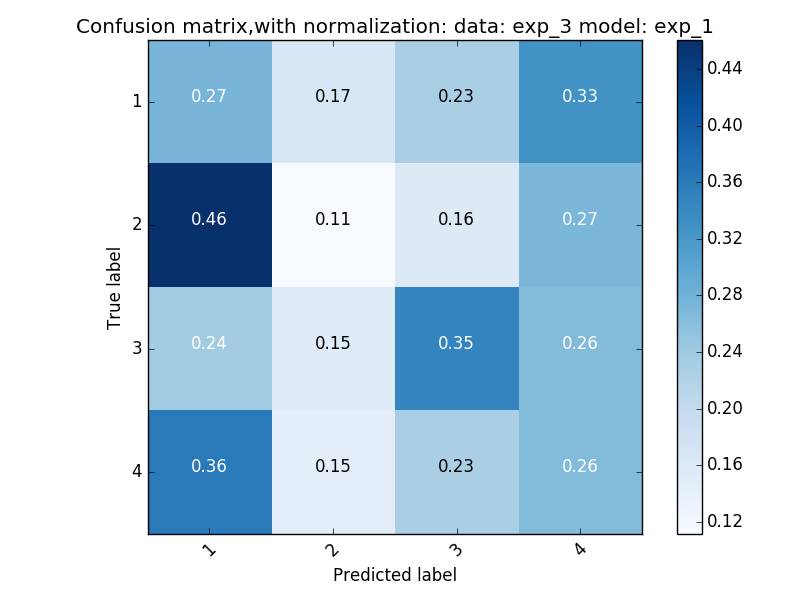 Confusion matrix,with normalization: data: exp_3 model: exp_1
True label
1 0.27 0.17 0.23 0.33
2 0.46 0.11 0.16 0.27
3 0.24 0.15 0.35 0.26
4 0.36 0.15 0.23 0.26
1 2 3 4
Predicted label
0.44
0.40
0.36
0.32
0.28
0.24
0.20
0.16
0.12